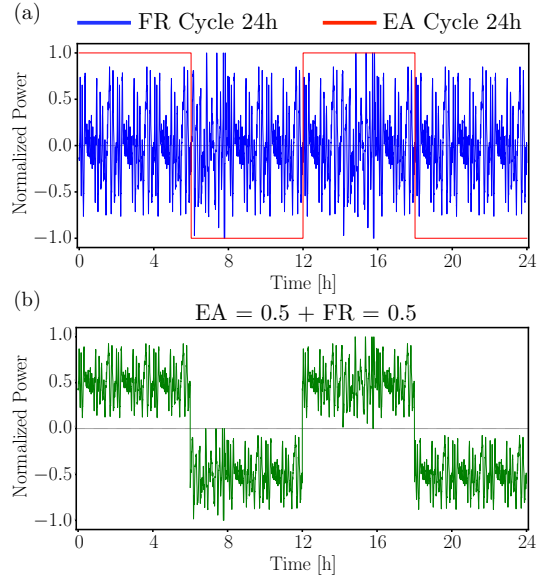 (a)
FR Cycle 24h
EA Cycle 24h
Normalized Power
1.0
0.5
0.0
−0.5
−1.0
0 4 8 12 16 20 24
Time [h]
(b)
EA = 0.5 + FR = 0.5
Normalized Power
1.0
0.5
0.0
−0.5
−1.0
0 4 8 12 16 20 24
Time [h]